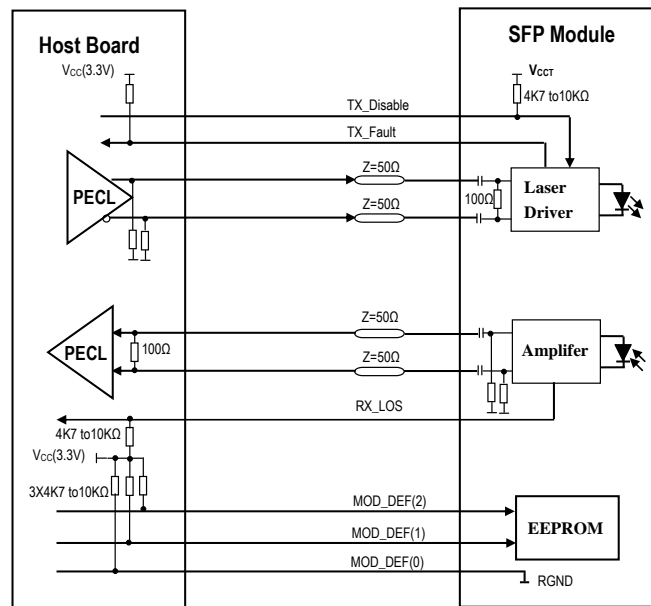 Host Board
SFP Module
VCC(3.3V)
VCCT
4K7 to10KΩ
TX_Disable
TX_Fault
PECL
Z=50Ω
Z=50Ω
100Ω
Laser
Driver
PECL
100Ω
Z=50Ω
Z=50Ω
Amplifer
RX_LOS
4K7 to10KΩ
VCC(3.3V)
3X4K7 to10KΩ
MOD_DEF(2)
MOD_DEF(1)
EEPROM
MOD_DEF(0)
RGND